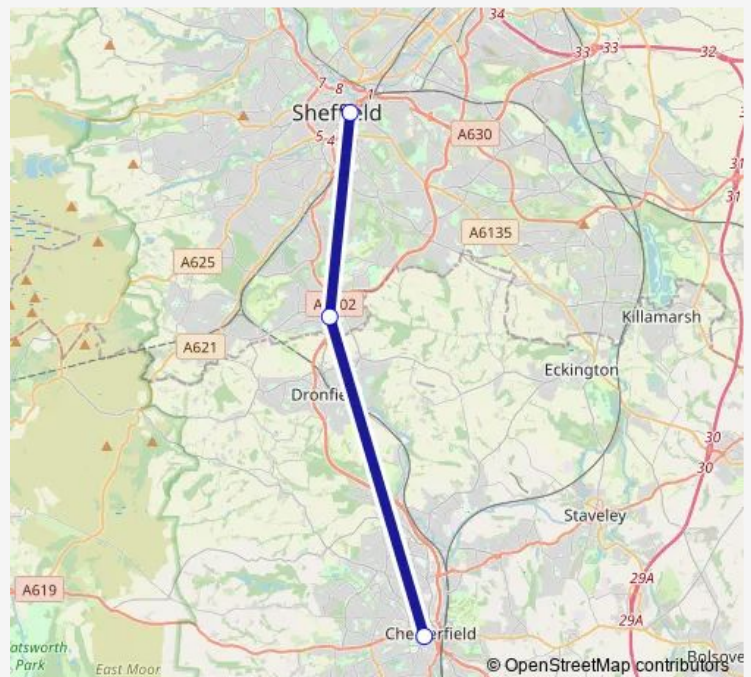 34
33
33
32
7
8
1
Sheffield
A630
5
4
31
31
A6135
A625
Killamarsh
A621
Eckington
30
30
Staveley
29A
A619
29A
Chesterfield
Park
East Moor
© OpenStreetMap contributors